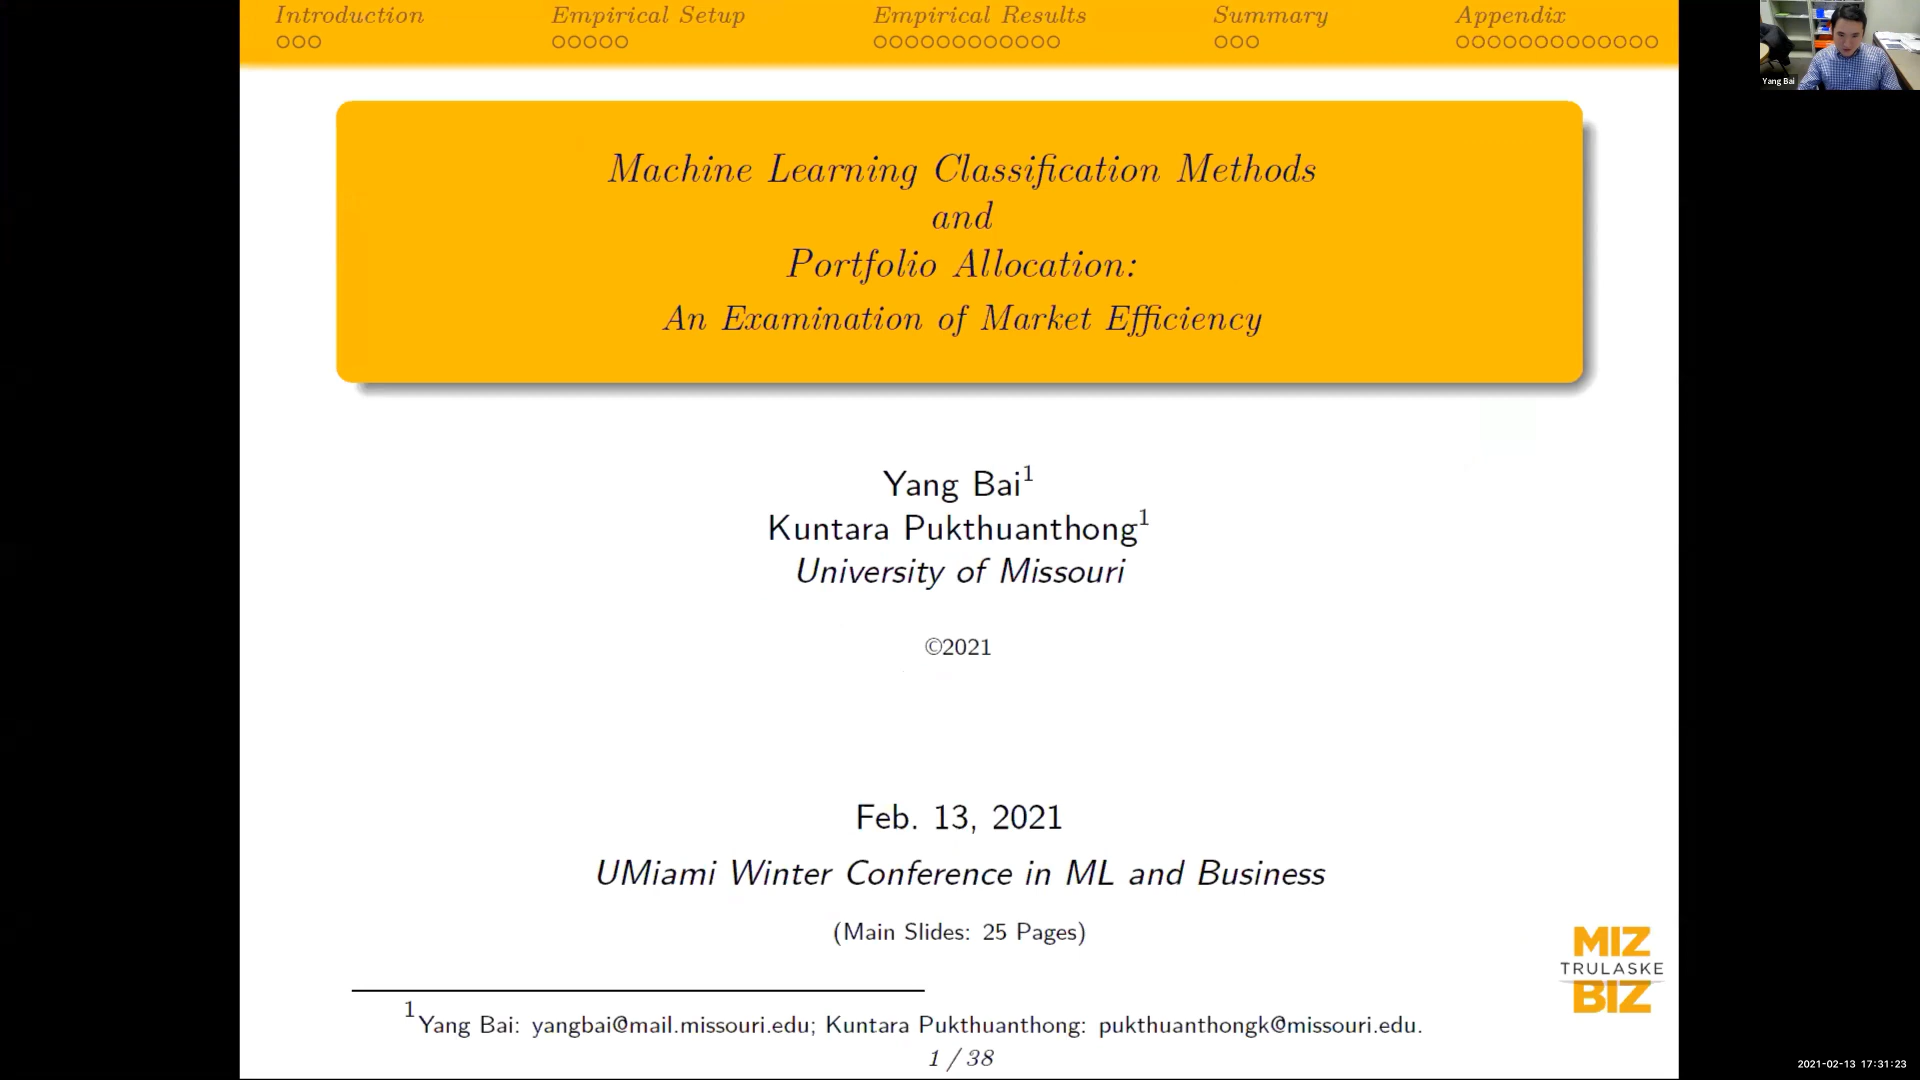 Introduction
Empirical Setup
Empirical Results
Summary
Appendix
Yang Bai
Machine Learning Classification Methods
and
Portfolio Allocation:
An Examination of Market Efficiency
Yang Bai¹
Kuntara Pukthuanthong¹
University of Missouri
©2021
Feb. 13, 2021
UMiami Winter Conference in ML and Business
(Main Slides: 25 Pages)
MIZ
TRULASKE
BIZ
¹Yang Bai: yangbai@mail.missouri.edu; Kuntara Pukthuanthong: pukthuanthongk@missouri.edu.
1 / 38
2021-02-13 17:31:23